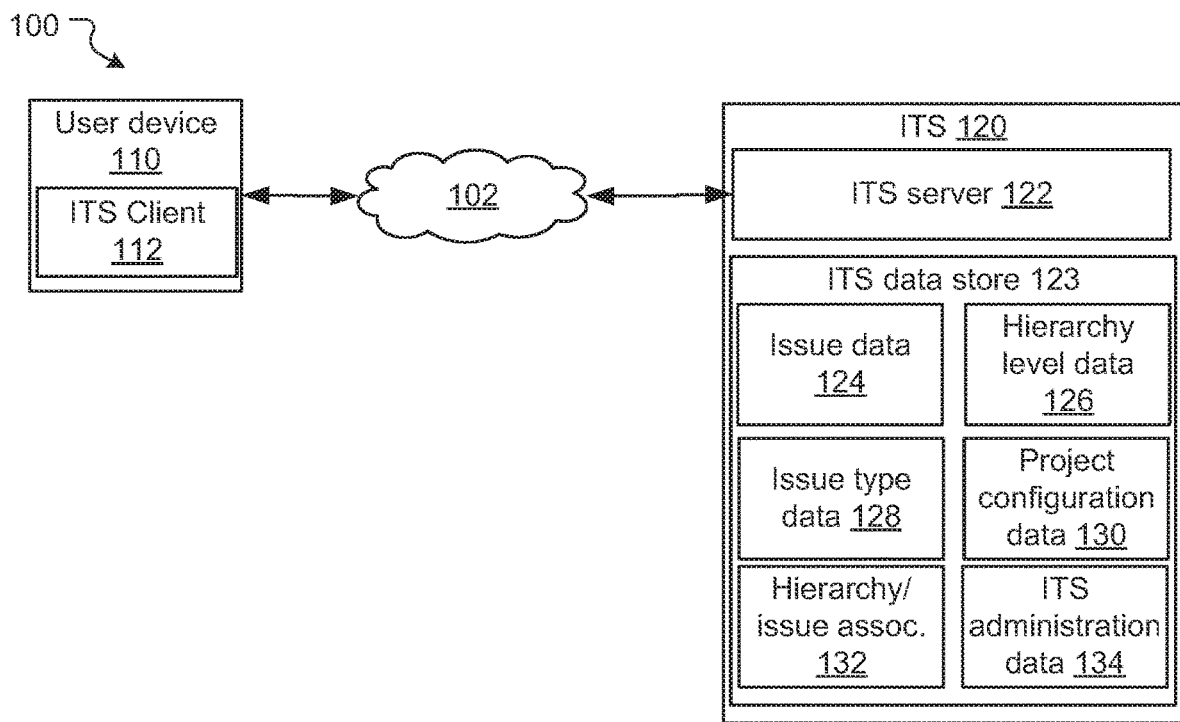 100
User device
110
ITS Client
112
102
ITS 120
ITS server 122
ITS data store 123
Issue data
124
Hierarchy
level data
126
Issue type
data 128
Project
configuration
data 130
Hierarchy/
issue assoc.
132
ITS
administration
data 134